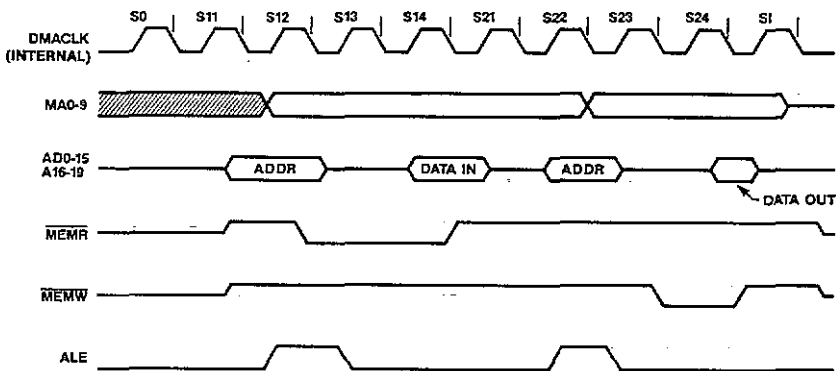 S0 S11 S12 S13 S14 S21 S22 S23 S24 SI
DMACLK
(INTERNAL)
MA0-9
AD0-15
A16-19
ADDR DATA IN ADDR
DATA OUT
MEMR
MEMW
ALE